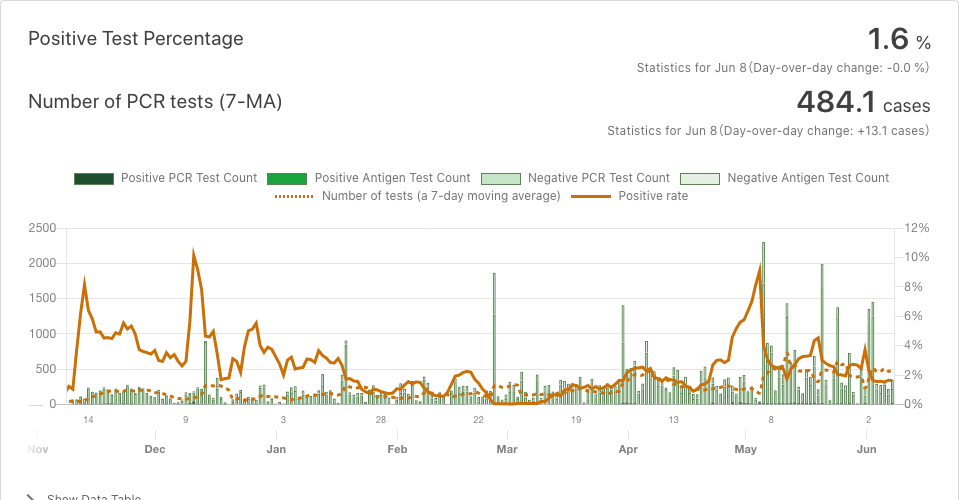 Positive Test Percentage
1.6 %
Statistics for Jun 8(Day-over-day change: -0.0 %)
Number of PCR tests (7-MA)
484.1 cases
Statistics for Jun 8(Day-over-day change: +13.1 cases)
Positive PCR Test Count Positive Antigen Test Count Negative PCR Test Count Negative Antigen Test Count
Number of tests (a 7-day moving average) Positive rate
2500 12%
2000 10%
1500 8%
6%
1000 4%
500 2%
0 0%
14 9 3 28 22 19 13 8 2
Nov Dec Jan Feb Mar Apr May Jun
Show Data Table